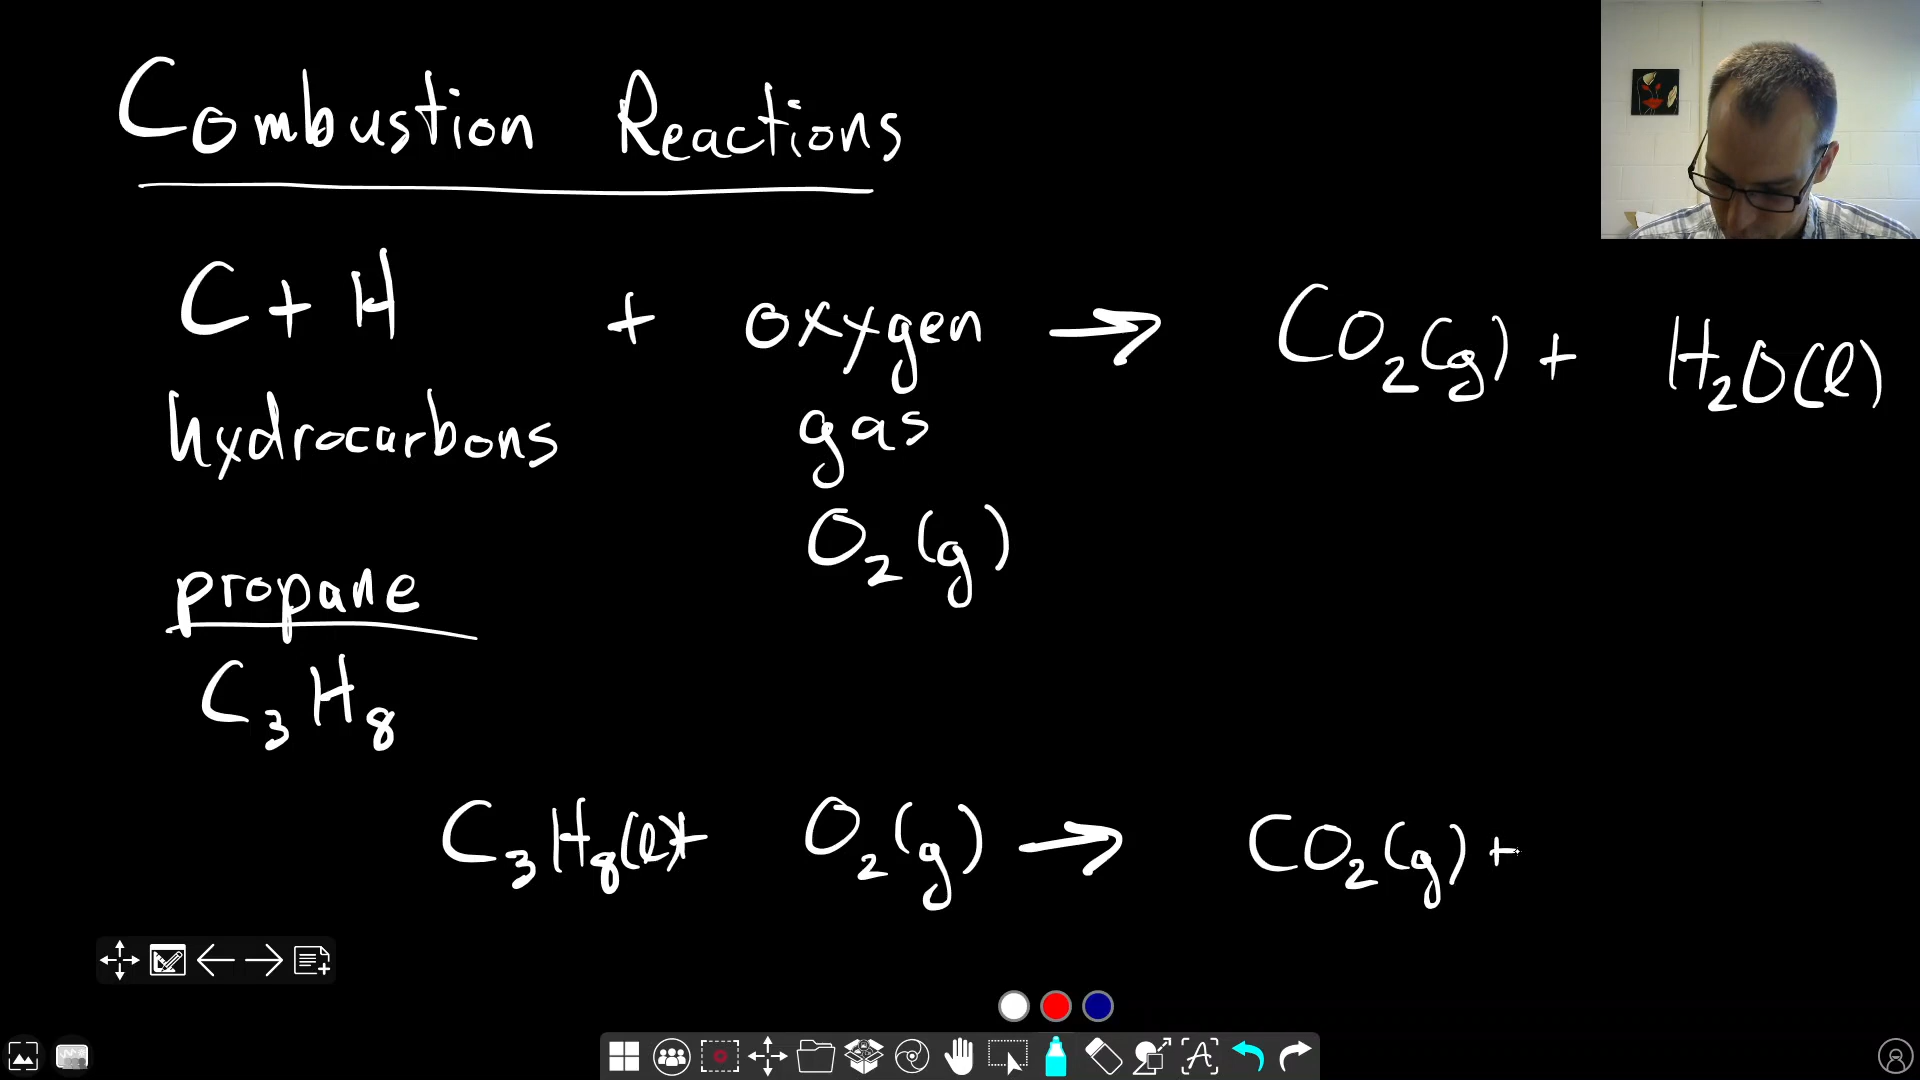 Combustion Reactions
C + H + oxygen → CO₂(g) + H₂O(l)
hydrocarbons gas
O₂(g)
propane
C₃H₈
C₃H₈(l)+ O₂(g) → CO₂(g) +